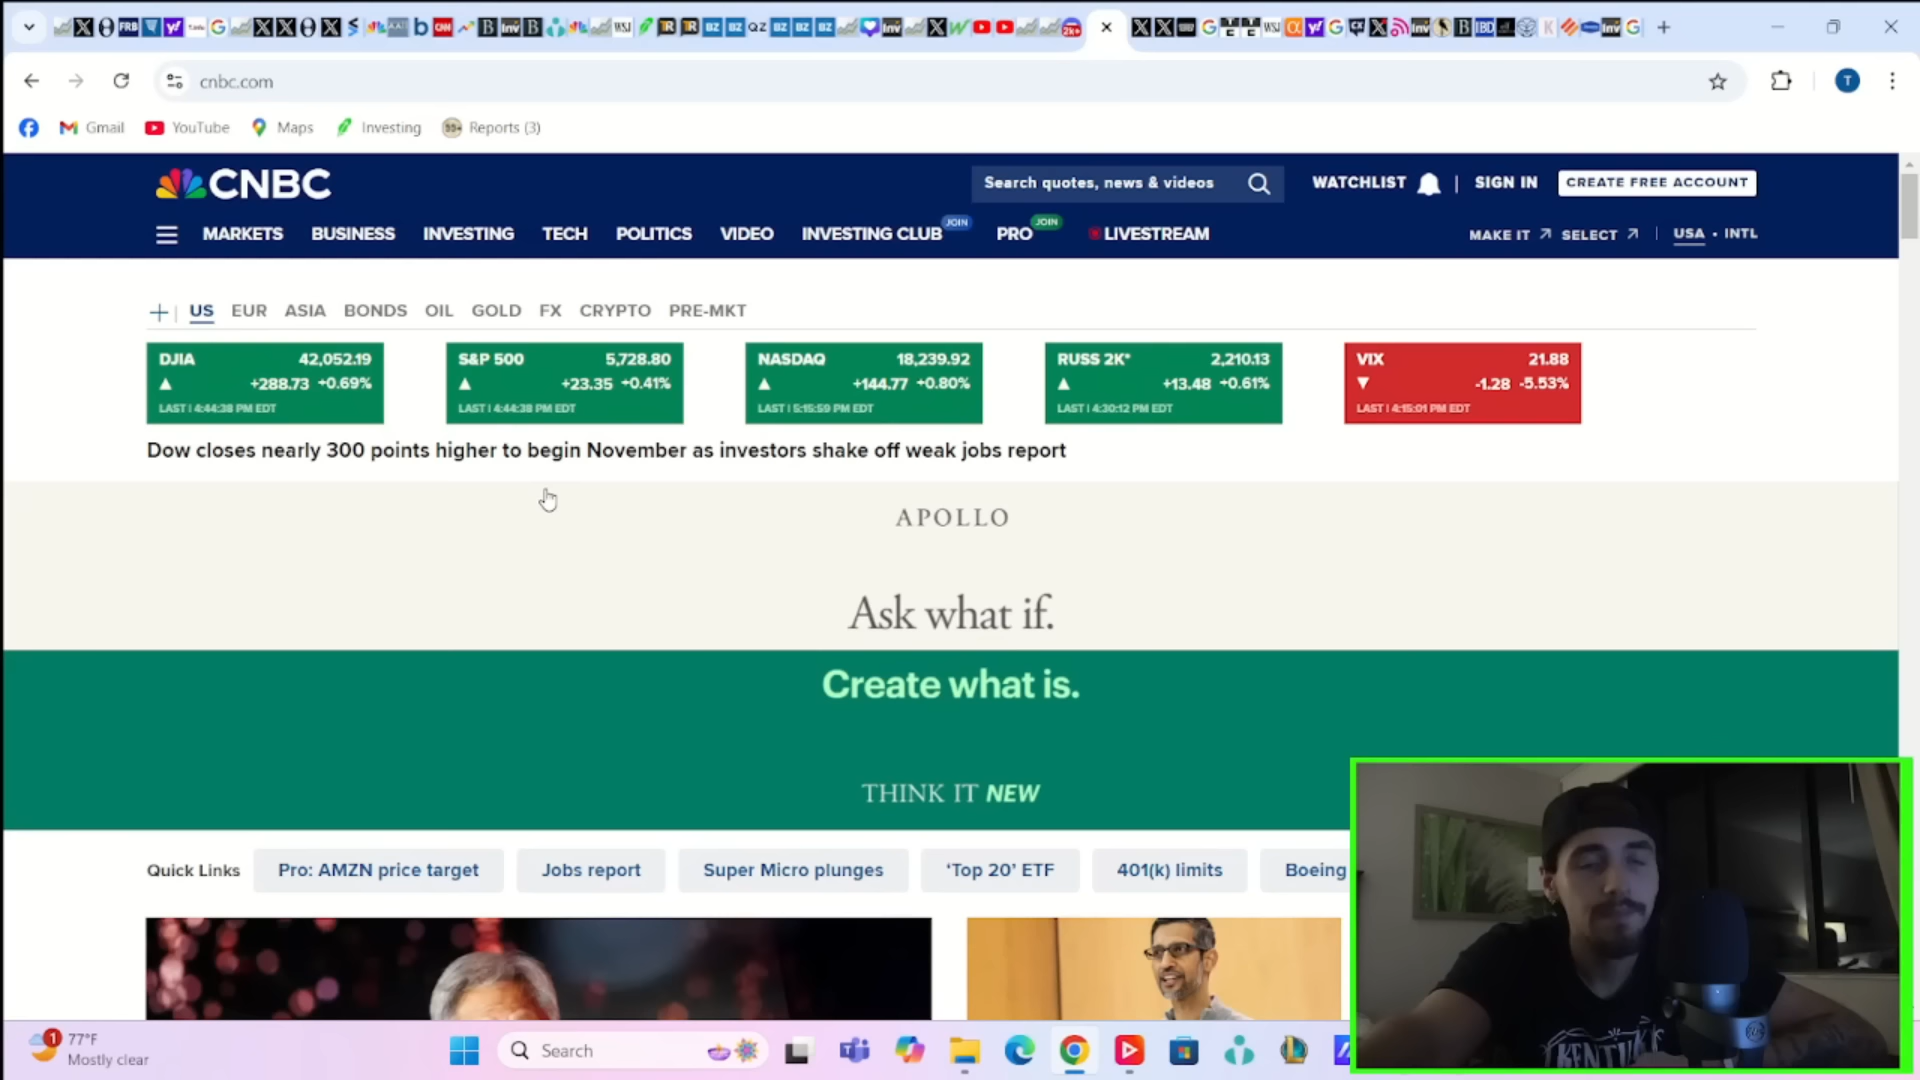 cnbc.com
Gmail
YouTube
Maps
Investing
Reports (3)
CNBC
Search quotes, news & videos
WATCHLIST
SIGN IN
CREATE FREE ACCOUNT
MARKETS
BUSINESS
INVESTING
TECH
POLITICS
VIDEO
INVESTING CLUB JOIN
PRO JOIN
LIVESTREAM
MAKE IT
SELECT
USA • INTL
US
EUR
ASIA
BONDS
OIL
GOLD
FX
CRYPTO
PRE-MKT
DJIA 42,052.19
+288.73 +0.69%
LAST | 4:44:38 PM EDT
S&P 500 5,728.80
+23.35 +0.41%
LAST | 4:44:38 PM EDT
NASDAQ 18,239.92
+144.77 +0.80%
LAST | 5:15:59 PM EDT
RUSS 2K* 2,210.13
+13.48 +0.61%
LAST | 4:30:12 PM EDT
VIX 21.88
-1.28 -5.53%
LAST | 4:15:01 PM EDT
Dow closes nearly 300 points higher to begin November as investors shake off weak jobs report
APOLLO
Ask what if.
Create what is.
THINK IT NEW
Quick Links
Pro: AMZN price target
Jobs report
Super Micro plunges
‘Top 20’ ETF
401(k) limits
Boeing
77°F
Mostly clear
Search